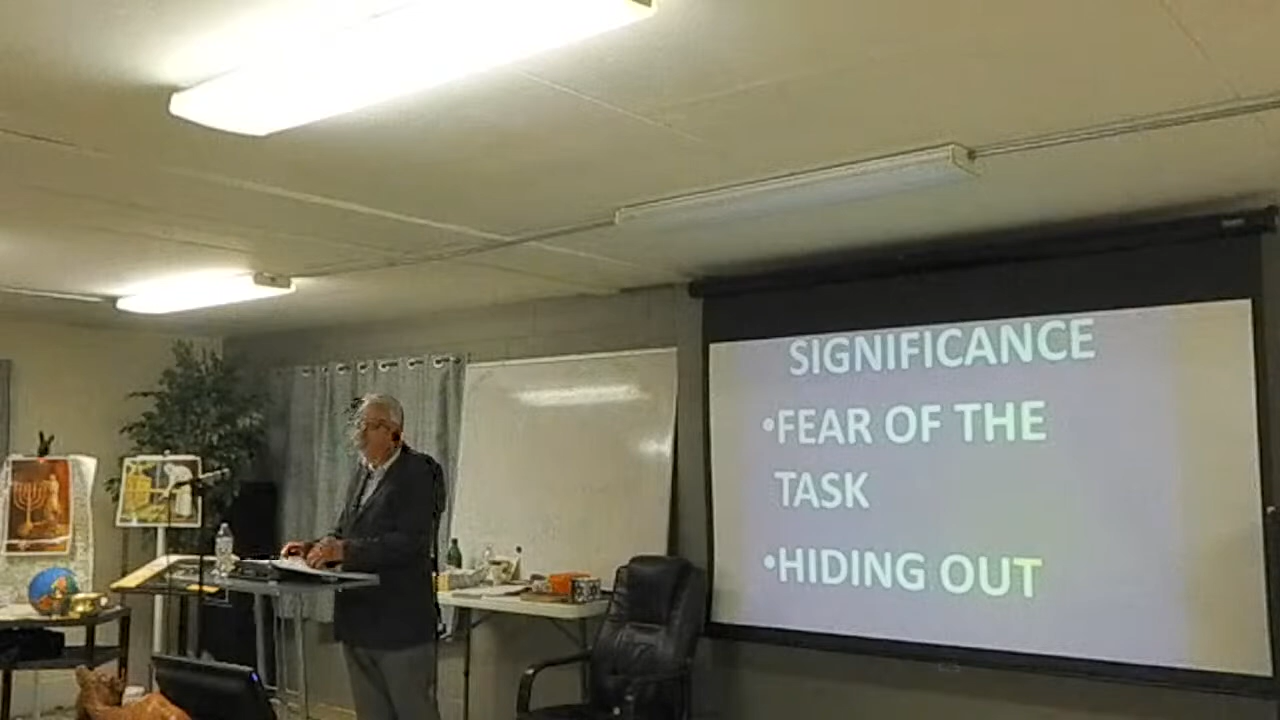 SIGNIFICANCE
•FEAR OF THE
TASK
•HIDING OUT